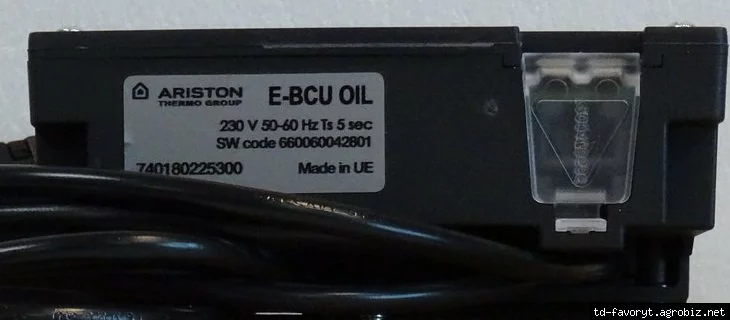 ARISTON
THERMO GROUP
E-BCU OIL
230 V 50-60 Hz Ts 5 sec
SW code 660060042801
740180225300 Made in UE
td-favoryt.agrobiz.net